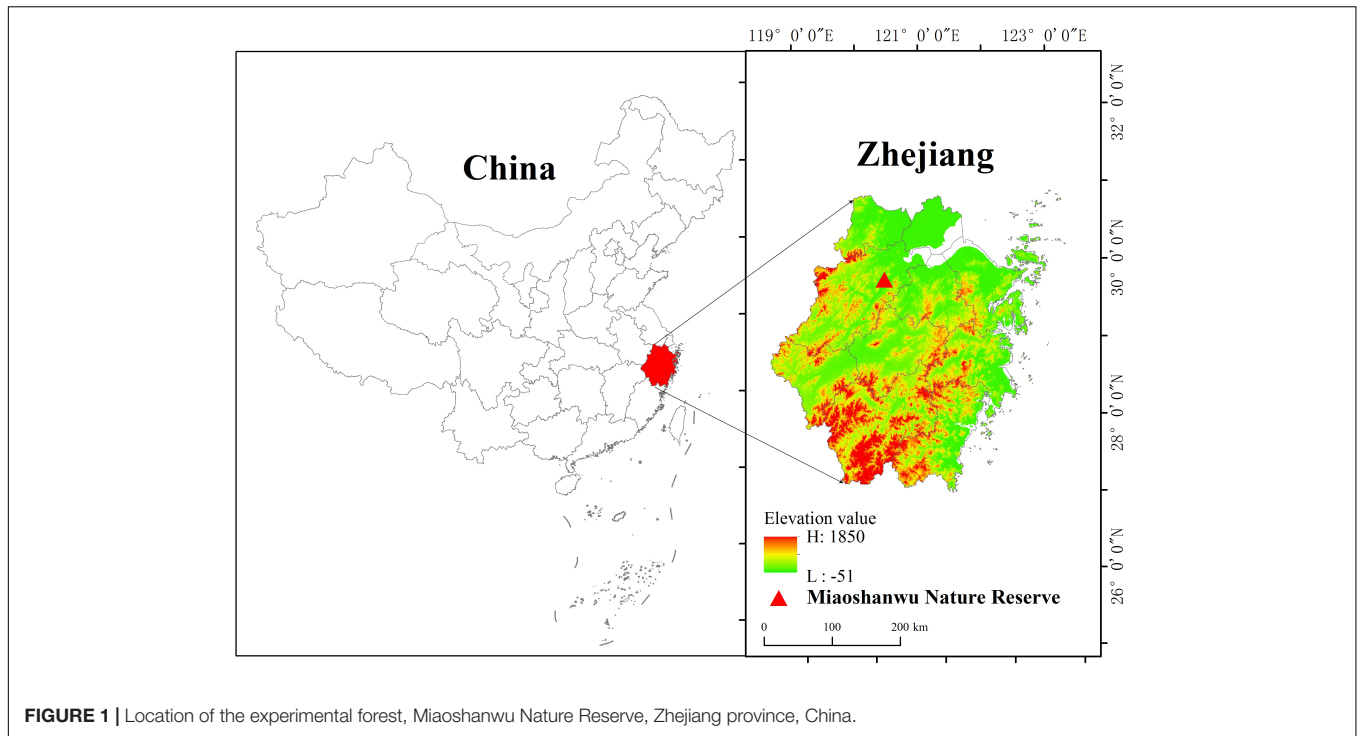 119° 0′0″E 121° 0′0″E 123° 0′0″E
China
Zhejiang
32° 0′0″N
30° 0′0″N
28° 0′0″N
26° 0′0″N
Elevation value
H: 1850
L : -51
Miaoshanwu Nature Reserve
0 100 200 km
FIGURE 1 | Location of the experimental forest, Miaoshanwu Nature Reserve, Zhejiang province, China.